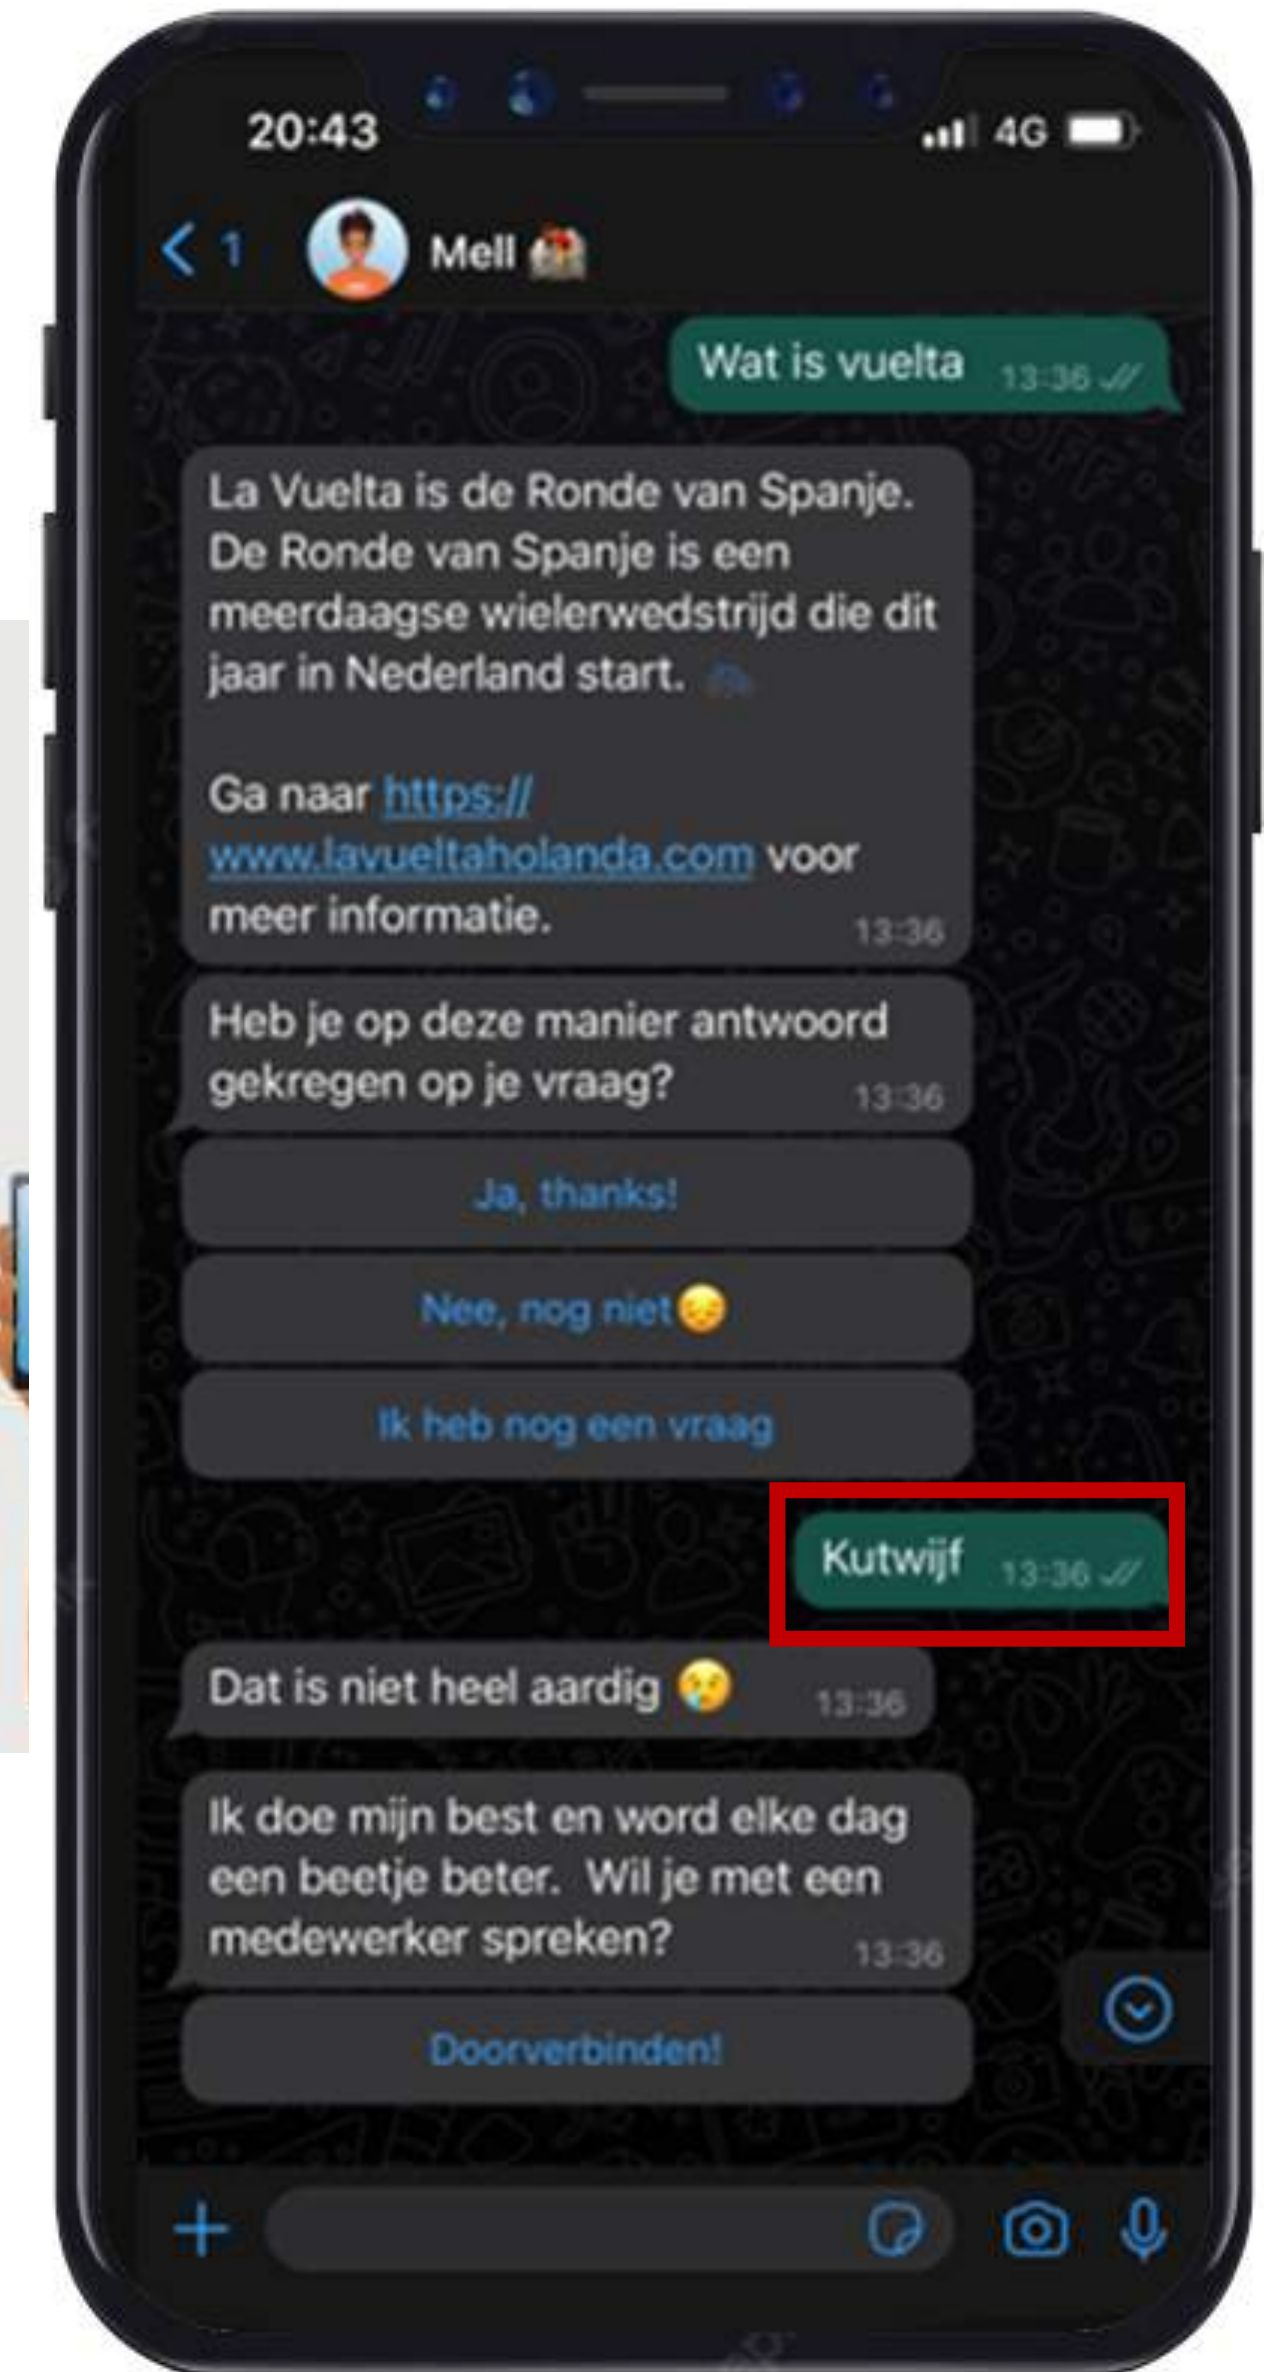 20:43
4G
1
Mell
Wat is vuelta 13:36
La Vuelta is de Ronde van Spanje.
De Ronde van Spanje is een
meerdaagse wielerwedstrijd die dit
jaar in Nederland start.
Ga naar https://
www.lavueltaholanda.com voor
meer informatie.
13:36
Heb je op deze manier antwoord
gekregen op je vraag?
13:36
Ja, thanks!
Nee, nog niet😔
Ik heb nog een vraag
Kutwijf 13:36
Dat is niet heel aardig 😢 13:36
Ik doe mijn best en word elke dag
een beetje beter. Wil je met een
medewerker spreken?
13:36
Doorverbinden!